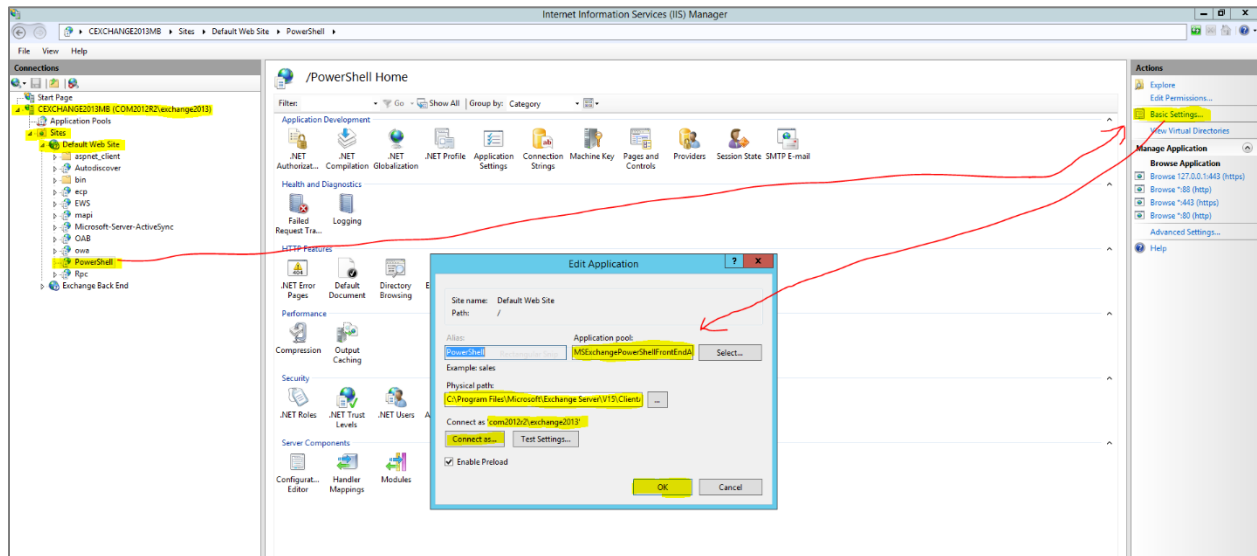 Internet Information Services (IIS) Manager
CEXCHANGE2013MB Sites Default Web Site PowerShell
File View Help
Connections
Start Page
CEXCHANGE2013MB (COM2012R2\exchange2013)
Application Pools
Sites
Default Web Site
aspnet_client
Autodiscover
bin
ecp
EWS
mapi
Microsoft-Server-ActiveSync
OAB
owa
PowerShell
Rpc
Exchange Back End
/PowerShell Home
Filter: Go Show All Group by: Category
Application Development
.NET Authorizat...
.NET Compilation
.NET Globalization
.NET Profile
Application Settings
Connection Strings
Machine Key
Pages and Controls
Providers
Session State
SMTP E-mail
Health and Diagnostics
Failed Request Tra...
Logging
HTTP Features
.NET Error Pages
Default Document
Directory Browsing
E
Performance
Compression
Output Caching
Security
.NET Roles
.NET Trust Levels
.NET Users
A
Server Components
Configurat... Editor
Handler Mappings
Modules
Edit Application
? X
Site name: Default Web Site
Path: /
Alias:
Application pool:
PowerShell
MSExchangePowerShellFrontEndA
Select...
Example: sales
Physical path:
C:\Program Files\Microsoft\Exchange Server\V15\Client
...
Connect as 'com2012r2\exchange2013'
Connect as...
Test Settings...
Enable Preload
OK
Cancel
Actions
Explore
Edit Permissions...
Basic Settings...
View Virtual Directories
Manage Application
Browse Application
Browse 127.0.0.1:443 (https)
Browse *:88 (http)
Browse *:443 (https)
Browse *:80 (http)
Advanced Settings...
Help